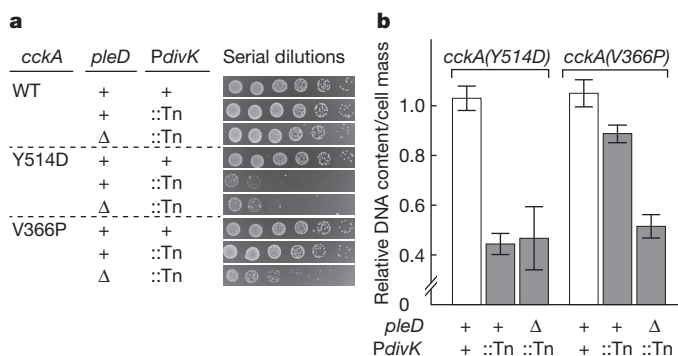 a
cckA pleD PdivK Serial dilutions
WT + +
+ ::Tn
Δ ::Tn
Y514D + +
+ ::Tn
Δ ::Tn
V366P + +
+ ::Tn
Δ ::Tn
b
cckA(Y514D) cckA(V366P)
Relative DNA content/cell mass
1.0
0.8
0.6
0.4
0
pleD + + Δ + + Δ
PdivK + ::Tn ::Tn + ::Tn ::Tn